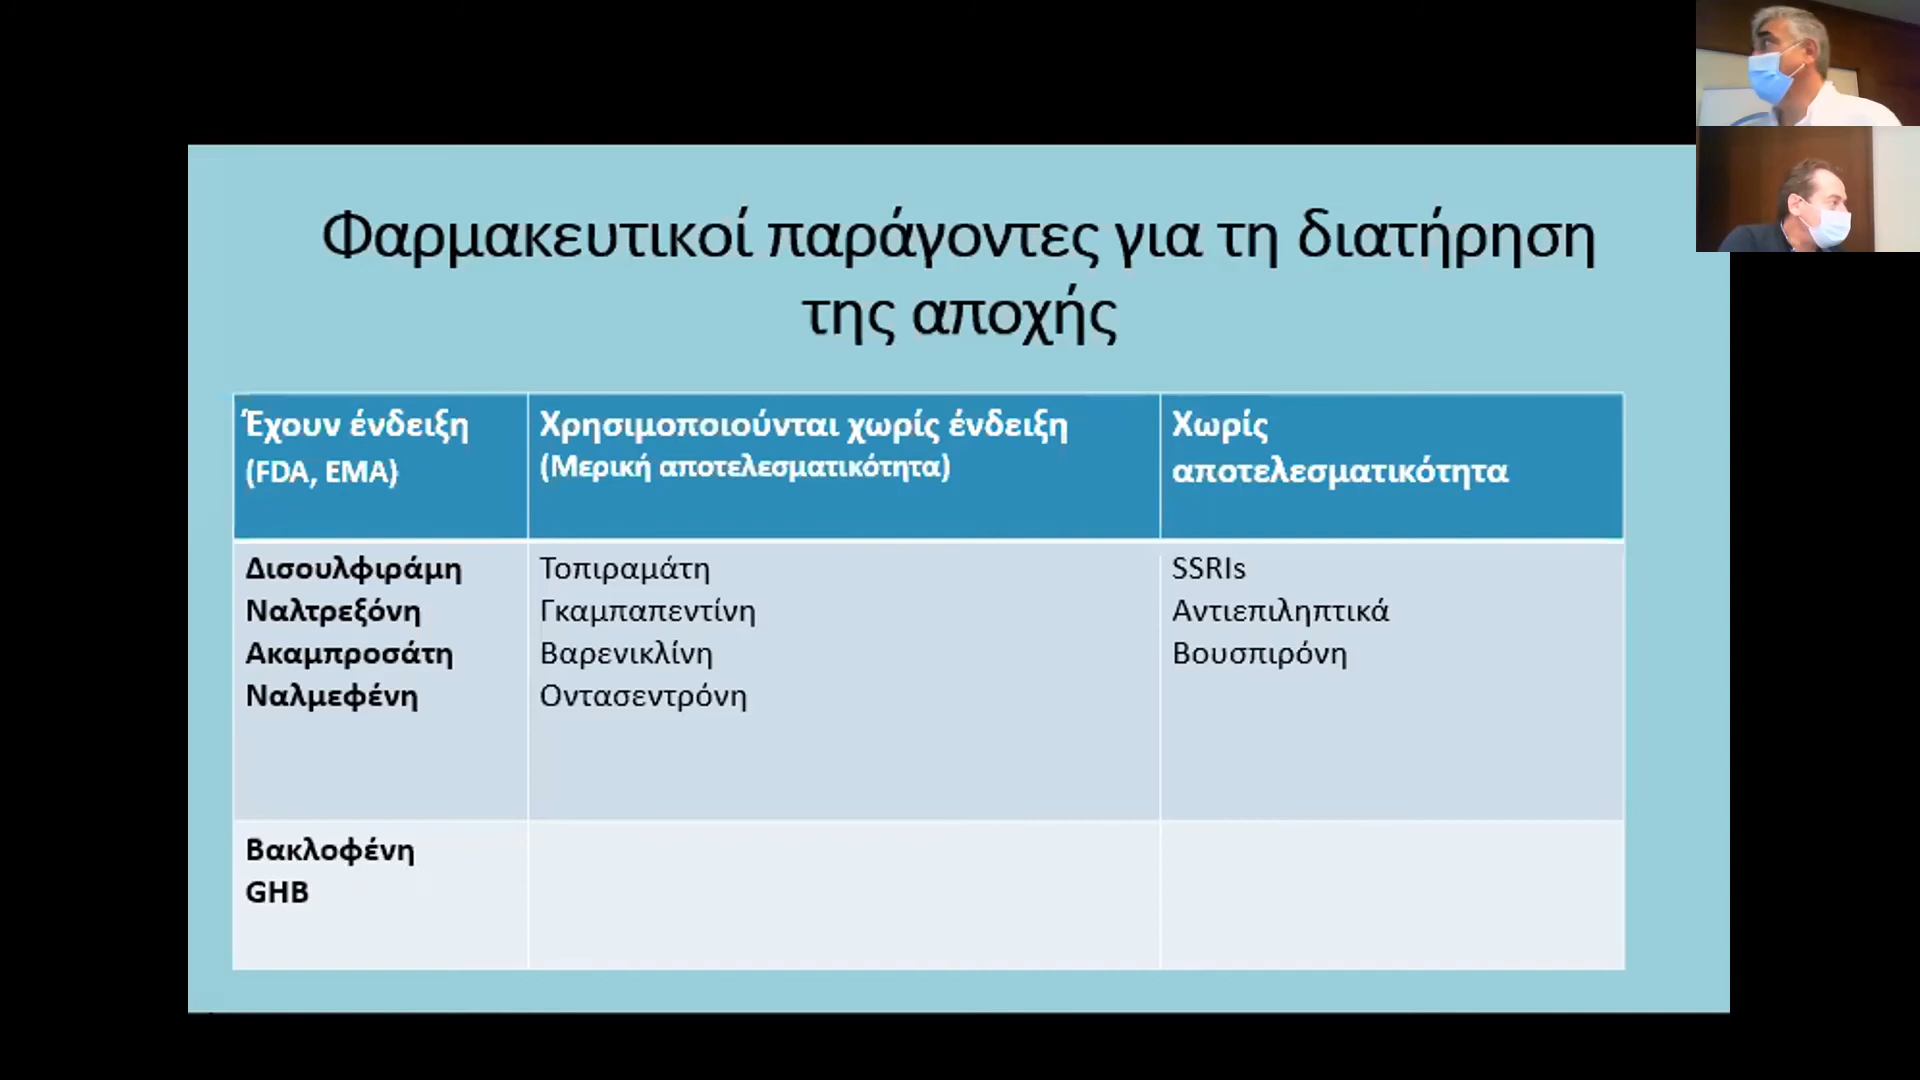 Φαρμακευτικοί παράγοντες για τη διατήρηση
της αποχής
Έχουν ένδειξη
(FDA, EMA)
Χρησιμοποιούνται χωρίς ένδειξη
(Μερική αποτελεσματικότητα)
Χωρίς
αποτελεσματικότητα
Δισουλφιράμη
Ναλτρεξόνη
Ακαμπροσάτη
Ναλμεφένη
Τοπιραμάτη
Γκαμπαπεντίνη
Βαρενικλίνη
Οντασεντρόνη
SSRIs
Αντιεπιληπτικά
Βουσπιρόνη
Βακλοφένη
GHB